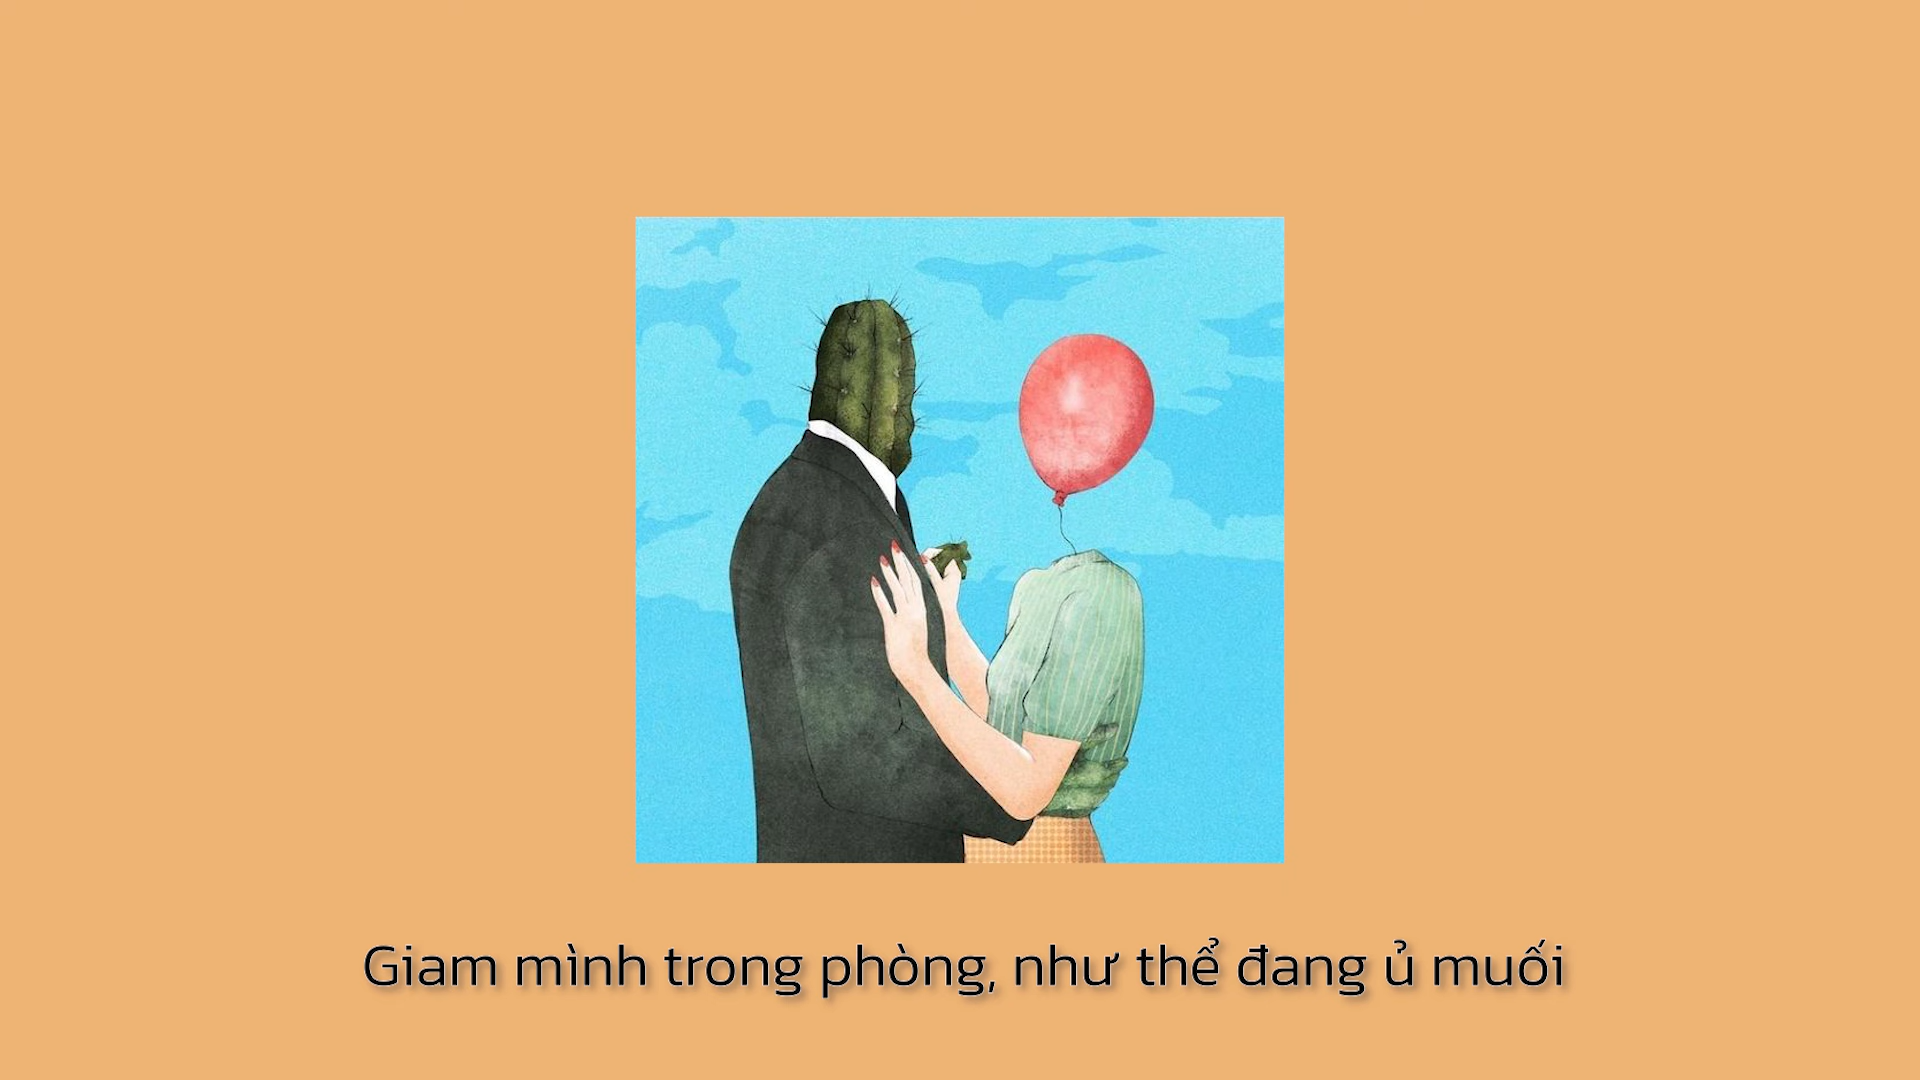 Giam mình trong phòng, như thể đang ủ muối